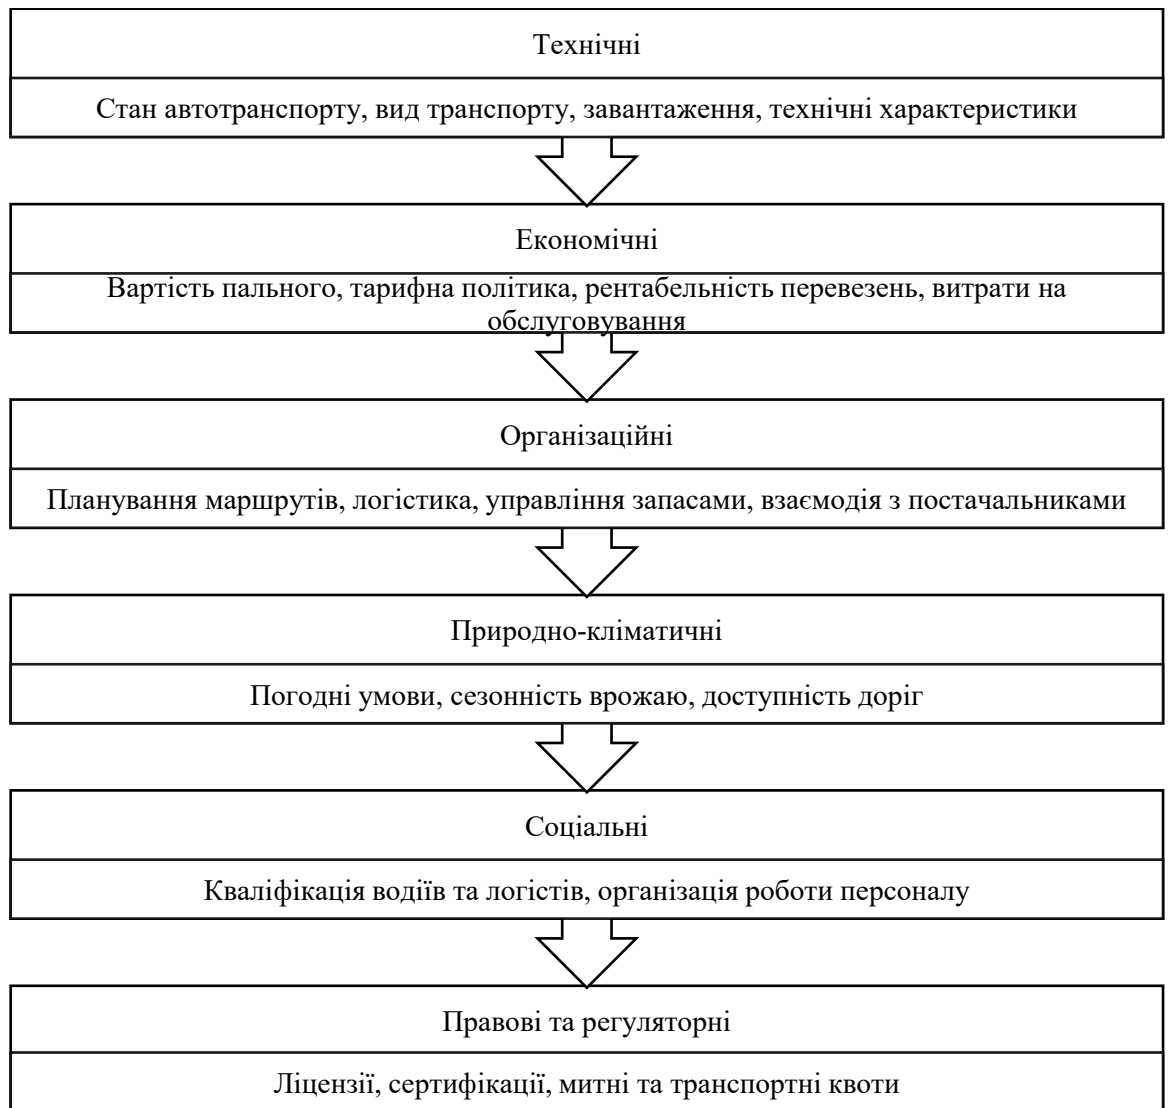 Технічні
Стан автотранспорту, вид транспорту, завантаження, технічні характеристики
Економічні
Вартість пального, тарифна політика, рентабельність перевезень, витрати на
обслуговування
Організаційні
Планування маршрутів, логістика, управління запасами, взаємодія з постачальниками
Природно-кліматичні
Погодні умови, сезонність врожаю, доступність доріг
Соціальні
Кваліфікація водіїв та логістів, організація роботи персоналу
Правові та регуляторні
Ліцензії, сертифікації, митні та транспортні квоти